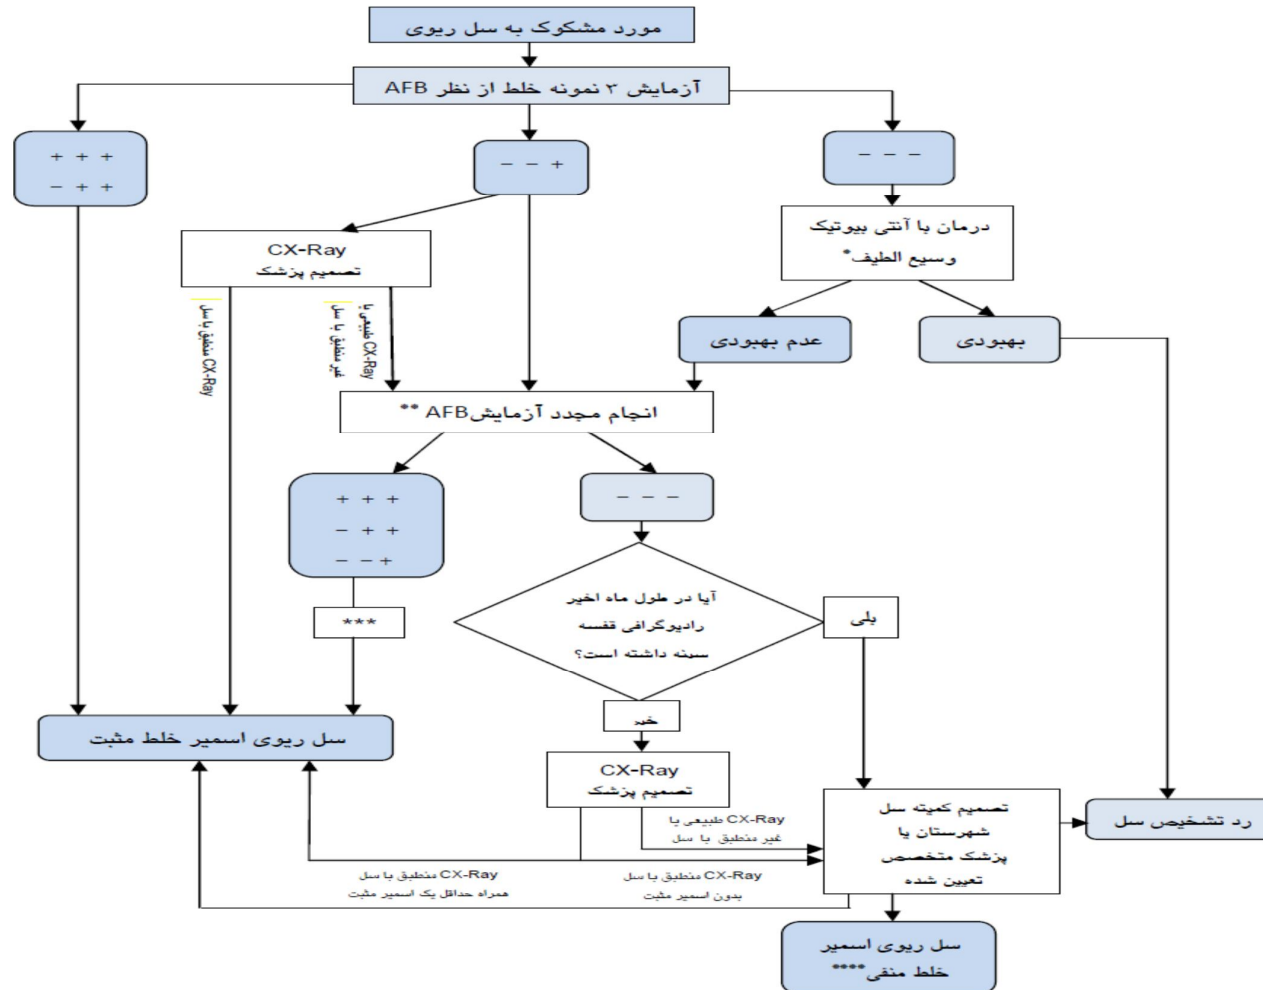 مورد مشکوک به سل ریوی
آزمایش ۳ نمونه خلط از نظر AFB
+ + +
− + +
− − +
− − −
CX-Ray
تصمیم پزشک
درمان با آنتی بیوتیک
وسیع الطیف*
CX-Ray منطبق با سل
CX-Ray طبیعی یا
غیر منطبق با سل
عدم بهبودی
بهبودی
انجام مجدد آزمایش AFB **
+ + +
− + +
− − +
− − −
***
آیا در طول ماه اخیر
رادیوگرافی قفسه
سینه داشته است؟
بلی
خیر
سل ریوی اسمیر خلط مثبت
CX-Ray
تصمیم پزشک
CX-Ray طبیعی یا
غیر منطبق با سل
تصمیم کمیته سل
شهرستان یا
پزشک متخصص
تعیین شده
رد تشخیص سل
CX-Ray منطبق با سل
همراه حداقل یک اسمیر مثبت
CX-Ray منطبق با سل
بدون اسمیر مثبت
سل ریوی اسمیر
خلط منفی****